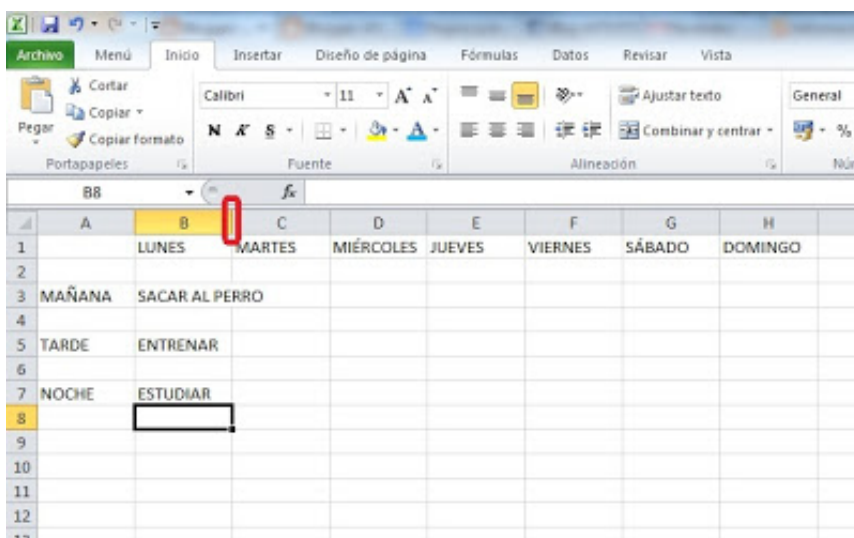 Archivo Menú Inicio Insertar Diseño de página Fórmulas Datos Revisar Vista
Pegar
Cortar
Copiar
Copiar formato
Portapapeles
Calibri 11 A A
N K S A
Fuente
Ajustar texto
Combinar y centrar
Alineación
General
%
B8 fx
A B C D E F G H
1 LUNES MARTES MIÉRCOLES JUEVES VIERNES SÁBADO DOMINGO
2
3 MAÑANA SACAR AL PERRO
4
5 TARDE ENTRENAR
6
7 NOCHE ESTUDIAR
8
9
10
11
12